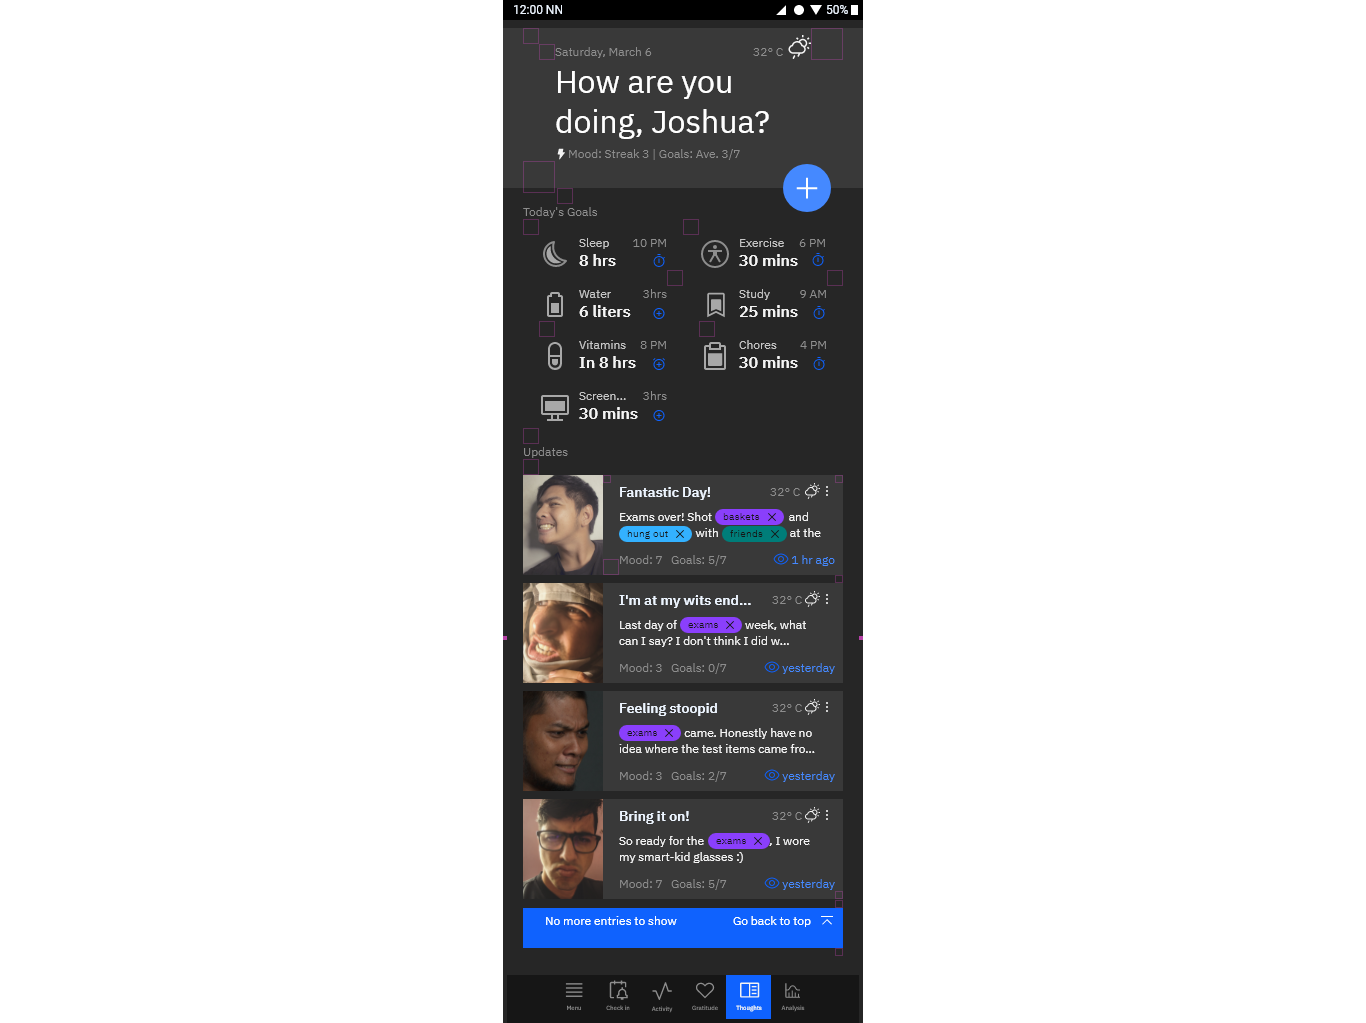 12:00 NN 50%
Saturday, March 6 32° C
How are you
doing, Joshua?
Mood: Streak 3 | Goals: Ave. 3/7
Today's Goals
Sleep 10 PM
8 hrs
Exercise 6 PM
30 mins
Water 3hrs
6 liters
Study 9 AM
25 mins
Vitamins 8 PM
In 8 hrs
Chores 4 PM
30 mins
Screen... 3hrs
30 mins
Updates
Fantastic Day! 32° C
Exams over! Shot baskets and
hung out with friends at the
Mood: 7 Goals: 5/7 1 hr ago
I'm at my wits end... 32° C
Last day of exams week, what
can I say? I don't think I did w...
Mood: 3 Goals: 0/7 yesterday
Feeling stoopid 32° C
exams came. Honestly have no
idea where the test items came fro...
Mood: 3 Goals: 2/7 yesterday
Bring it on! 32° C
So ready for the exams, I wore
my smart-kid glasses :)
Mood: 7 Goals: 5/7 yesterday
No more entries to show Go back to top
Menu Check in Activity Gratitude Thoughts Analysis